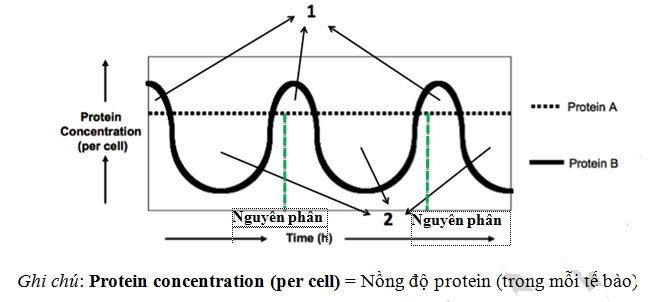 1
Protein
Concentration
(per cell)
Protein A
Protein B
Nguyên phân
2
Nguyên phân
Time (h)
Ghi chú: Protein concentration (per cell) = Nồng độ protein (trong mỗi tế bào)